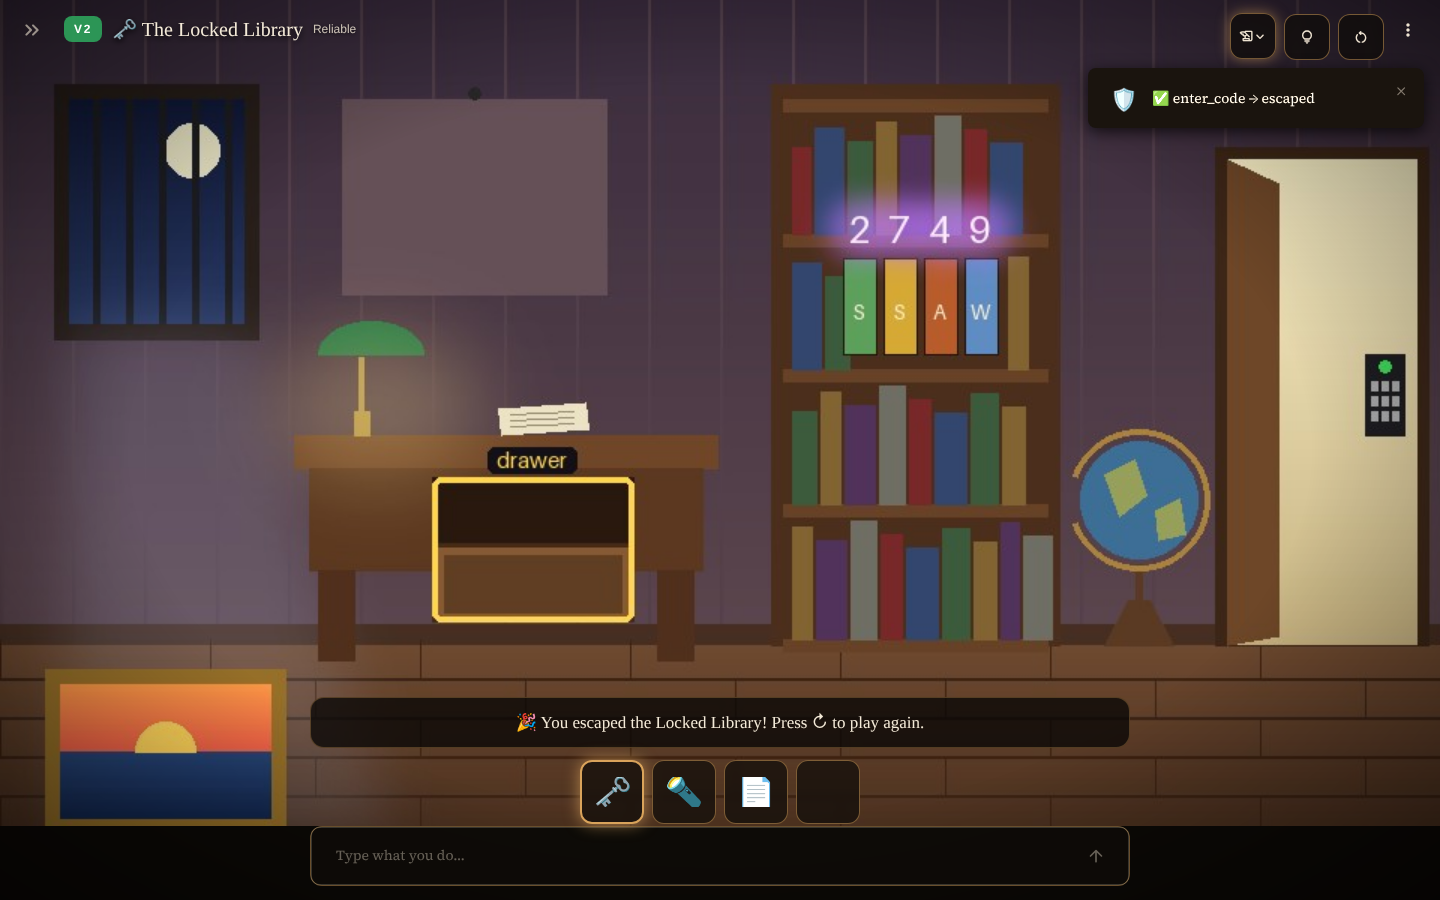 V2 🗝️ The Locked Library Reliable
✅ enter_code → escaped
2 7 4 9
S S A W
drawer
🎉 You escaped the Locked Library! Press ↻ to play again.
Type what you do...